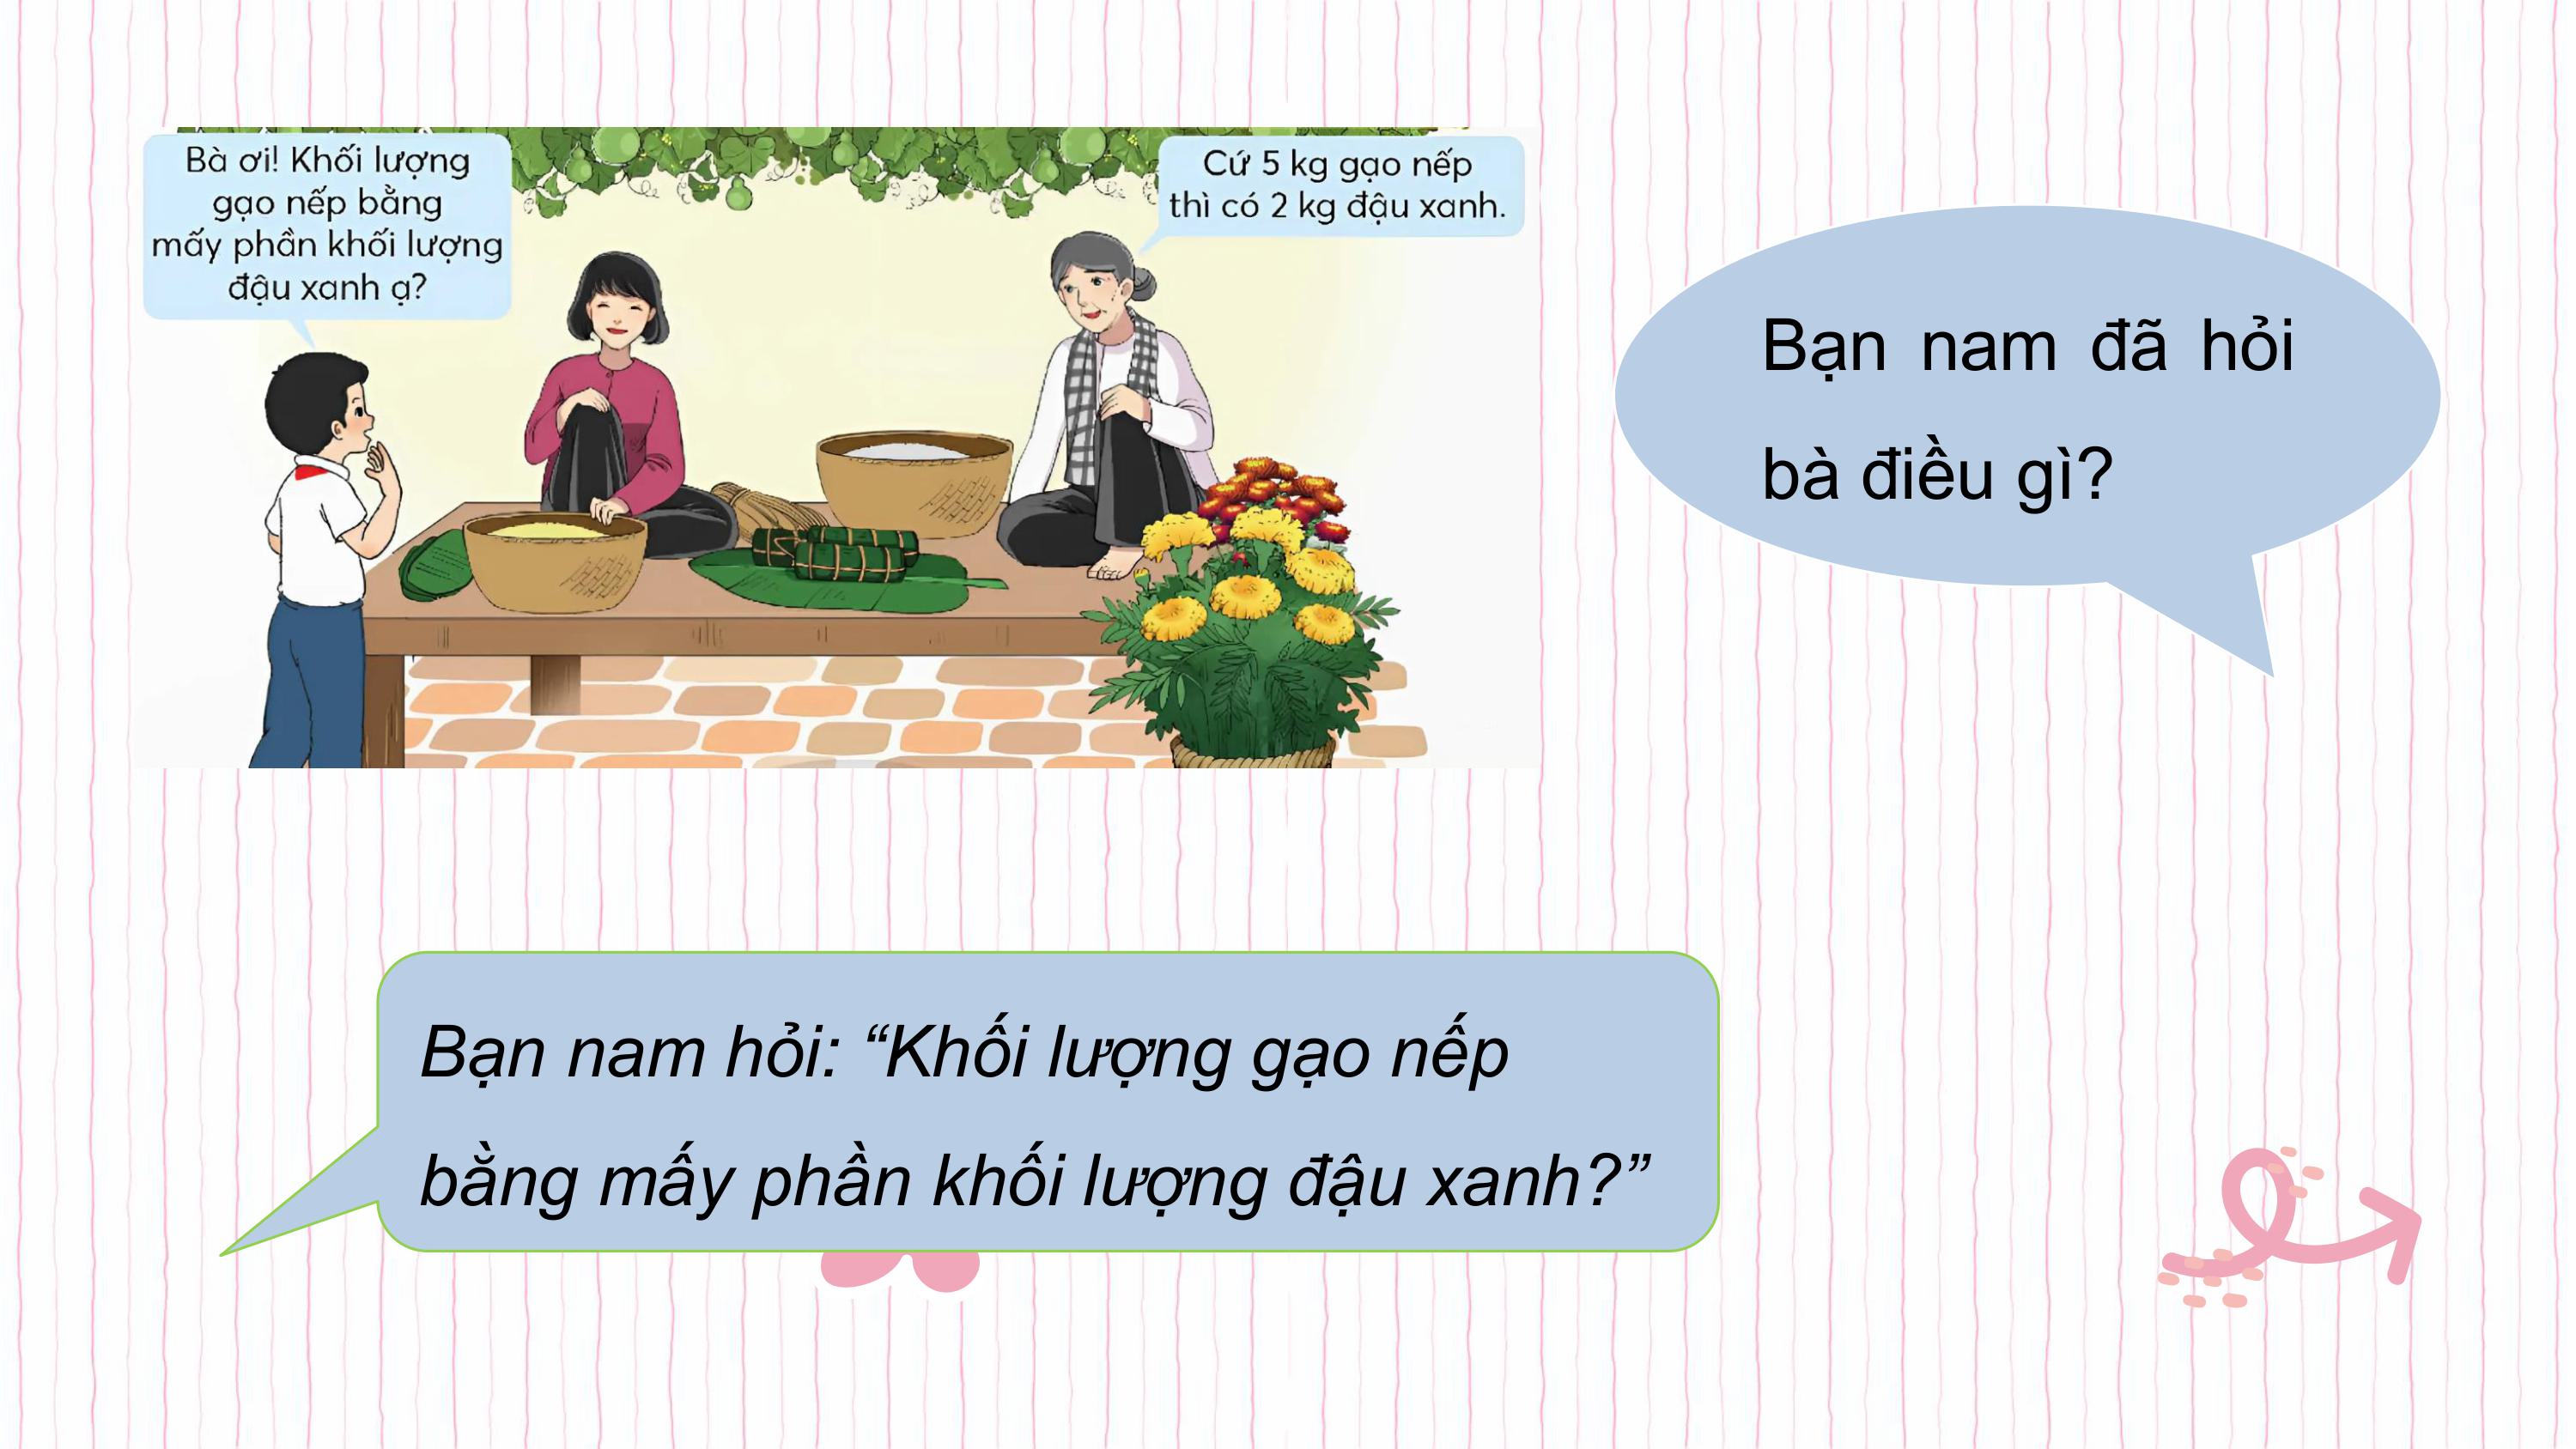 Bà ơi! Khối lượng
gạo nếp bằng
mấy phần khối lượng
đậu xanh ạ?
Cứ 5 kg gạo nếp
thì có 2 kg đậu xanh.
Bạn nam đã hỏi
bà điều gì?
Bạn nam hỏi: “Khối lượng gạo nếp
bằng mấy phần khối lượng đậu xanh?”